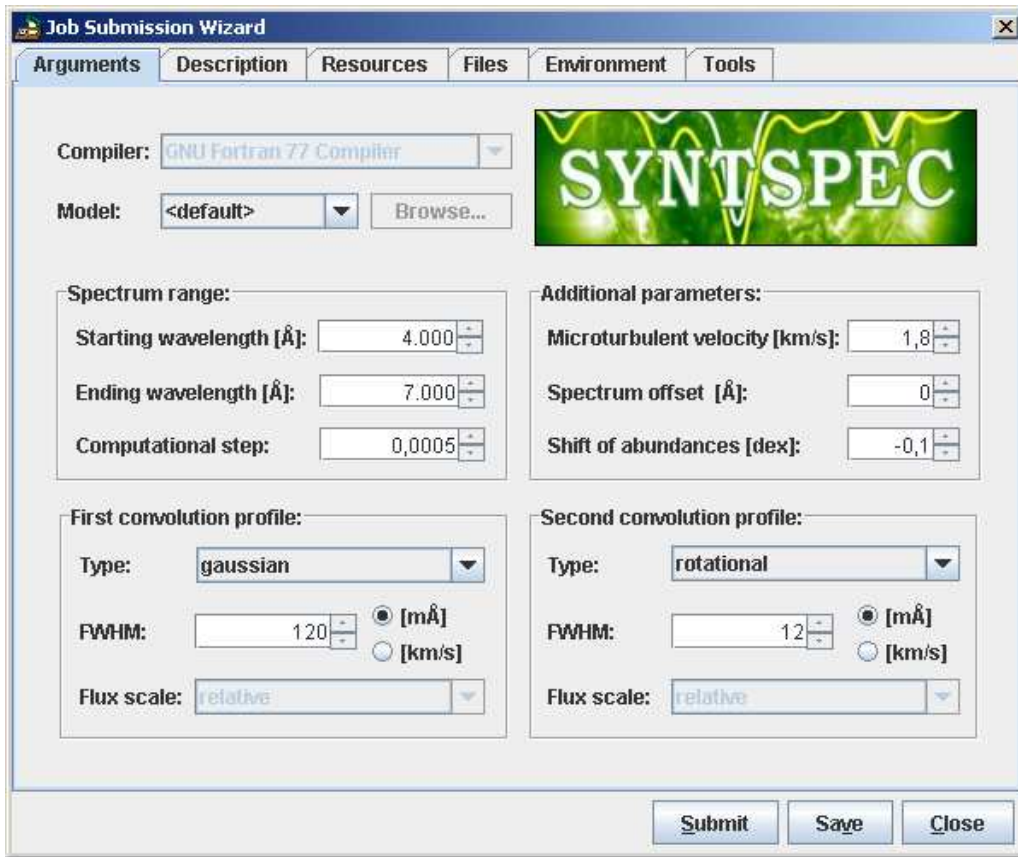 Job Submission Wizard
Arguments Description Resources Files Environment Tools
Compiler: GNU Fortran 77 Compiler
SYNTSPEC
Model: <default> Browse...
Spectrum range:
Starting wavelength [Å]: 4.000
Ending wavelength [Å]: 7.000
Computational step: 0,0005
Additional parameters:
Microturbulent velocity [km/s]: 1,8
Spectrum offset [Å]: 0
Shift of abundances [dex]: -0,1
First convolution profile:
Type: gaussian
FWHM: 120 [mÅ]
[km/s]
Flux scale: relative
Second convolution profile:
Type: rotational
FWHM: 12 [mÅ]
[km/s]
Flux scale: relative
Submit Save Close